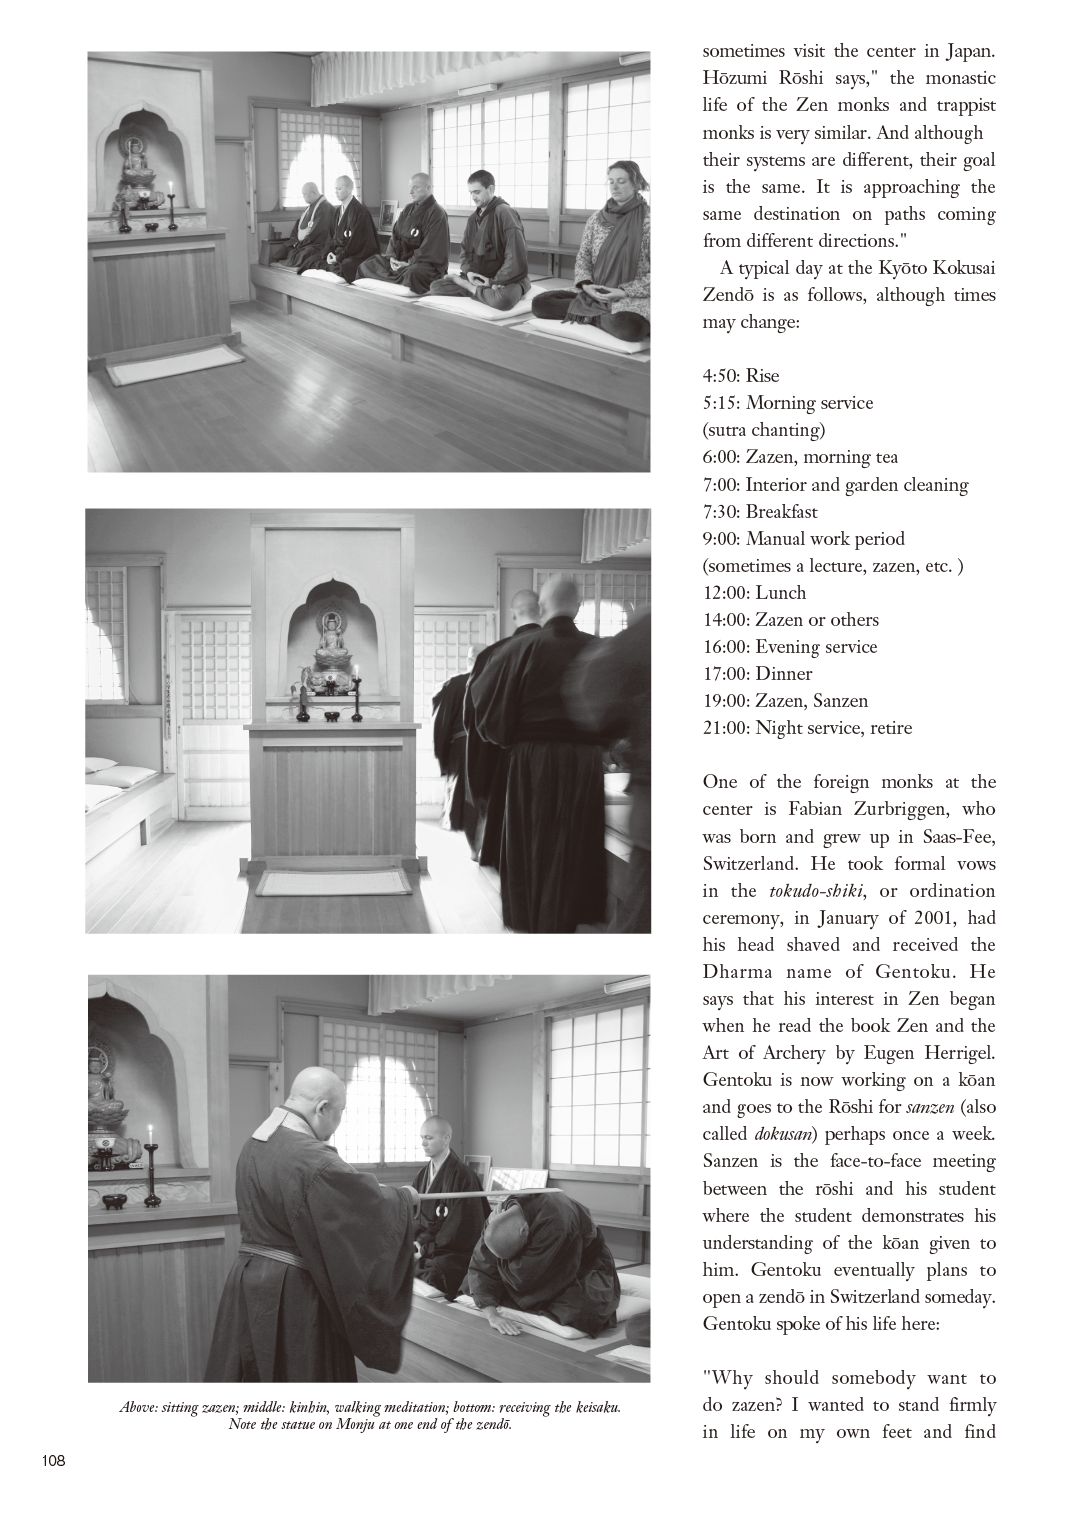 sometimes visit the center in Japan.
Hōzumi Rōshi says," the monastic
life of the Zen monks and trappist
monks is very similar. And although
their systems are different, their goal
is the same. It is approaching the
same destination on paths coming
from different directions."
A typical day at the Kyōto Kokusai
Zendō is as follows, although times
may change:
4:50: Rise
5:15: Morning service
(sutra chanting)
6:00: Zazen, morning tea
7:00: Interior and garden cleaning
7:30: Breakfast
9:00: Manual work period
(sometimes a lecture, zazen, etc. )
12:00: Lunch
14:00: Zazen or others
16:00: Evening service
17:00: Dinner
19:00: Zazen, Sanzen
21:00: Night service, retire
One of the foreign monks at the
center is Fabian Zurbriggen, who
was born and grew up in Saas-Fee,
Switzerland. He took formal vows
in the tokudo-shiki, or ordination
ceremony, in January of 2001, had
his head shaved and received the
Dharma name of Gentoku. He
says that his interest in Zen began
when he read the book Zen and the
Art of Archery by Eugen Herrigel.
Gentoku is now working on a kōan
and goes to the Rōshi for sanzen (also
called dokusan) perhaps once a week.
Sanzen is the face-to-face meeting
between the rōshi and his student
where the student demonstrates his
understanding of the kōan given to
him. Gentoku eventually plans to
open a zendō in Switzerland someday.
Gentoku spoke of his life here:
"Why should somebody want to
do zazen? I wanted to stand firmly
in life on my own feet and find
Above: sitting zazen; middle: kinhin, walking meditation; bottom: receiving the keisaku.
Note the statue on Monju at one end of the zendō.
108